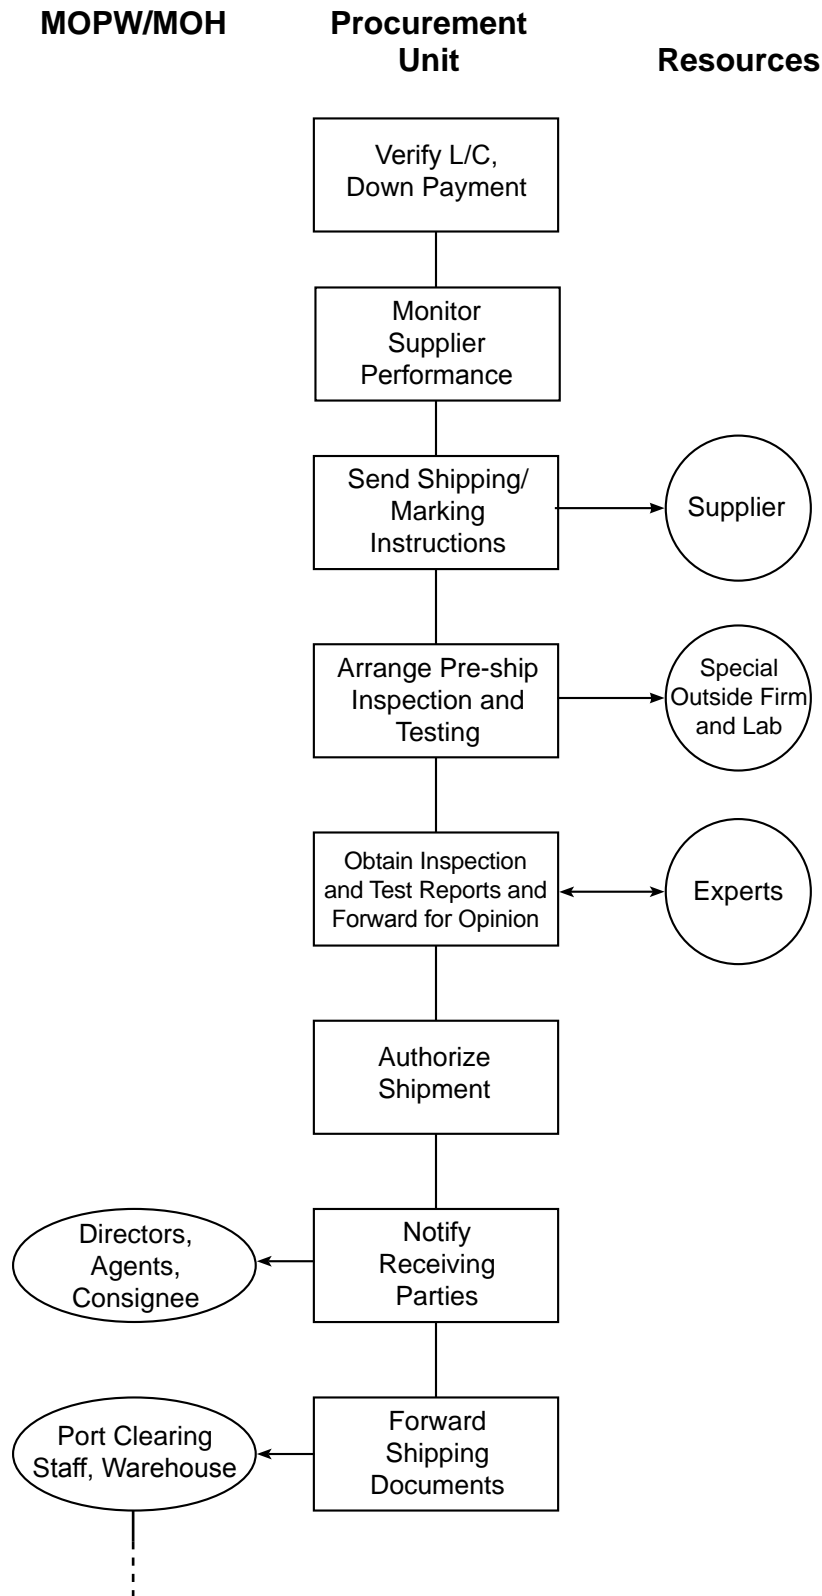 MOPW/MOH
Procurement
Unit
Resources
Verify L/C,
Down Payment
Monitor
Supplier
Performance
Send Shipping/
Marking
Instructions
Supplier
Arrange Pre-ship
Inspection and
Testing
Special
Outside Firm
and Lab
Obtain Inspection
and Test Reports and
Forward for Opinion
Experts
Authorize
Shipment
Directors,
Agents,
Consignee
Notify
Receiving
Parties
Port Clearing
Staff, Warehouse
Forward
Shipping
Documents